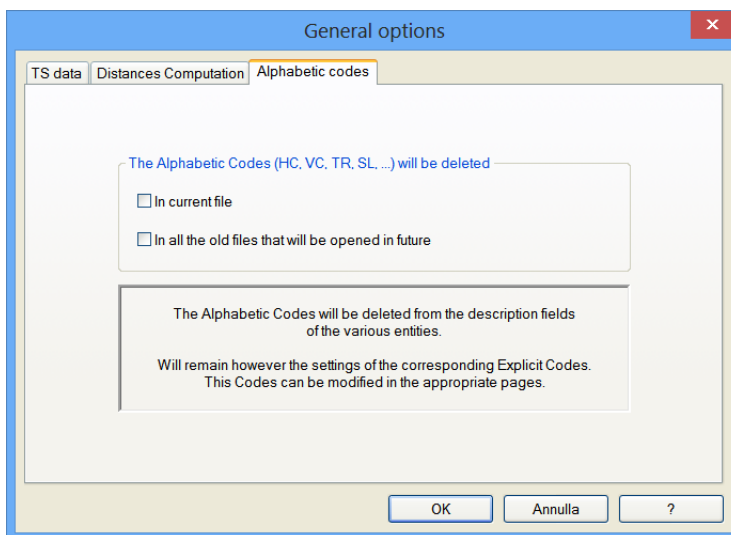 General options
TS data
Distances Computation
Alphabetic codes
The Alphabetic Codes (HC, VC, TR, SL, ...) will be deleted
In current file
In all the old files that will be opened in future
The Alphabetic Codes will be deleted from the description fields
of the various entities.
Will remain however the settings of the corresponding Explicit Codes.
This Codes can be modified in the appropriate pages.
OK
Annulla
?